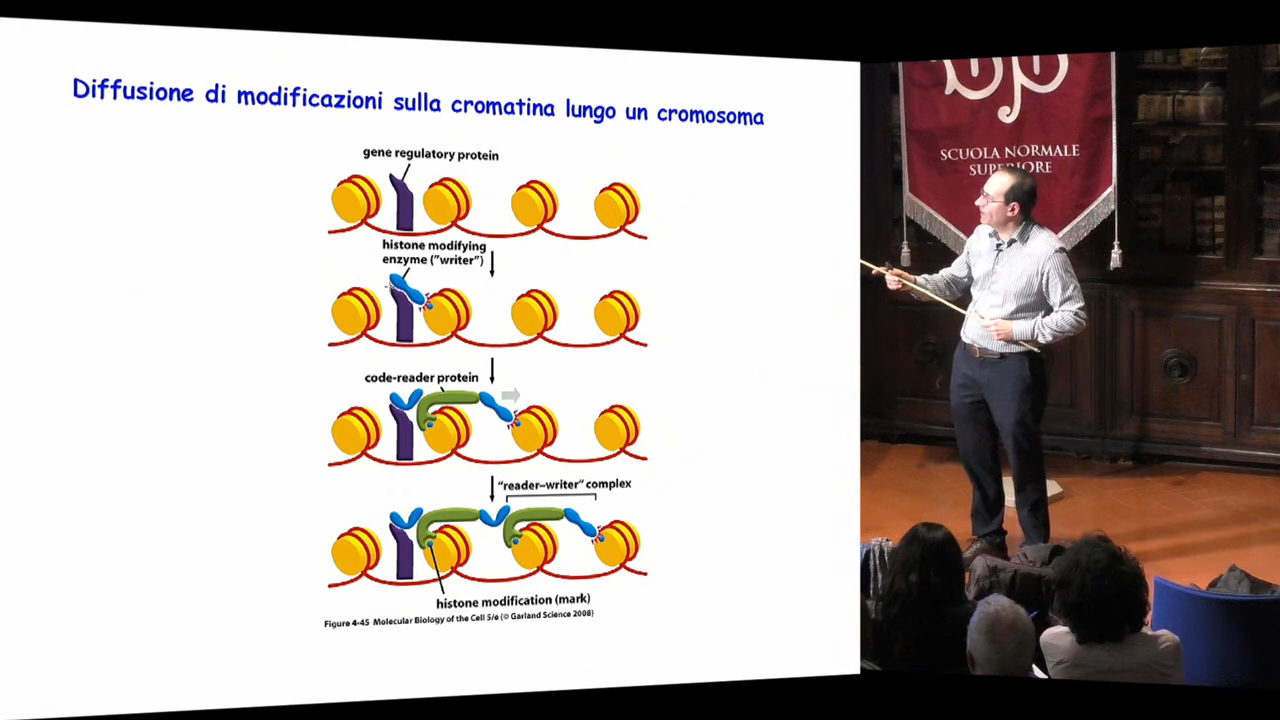 Diffusione di modificazioni sulla cromatina lungo un cromosoma
gene regulatory protein
histone modifying
enzyme ("writer")
code-reader protein
"reader–writer" complex
histone modification (mark)
Figure 4-45 Molecular Biology of the Cell 5/e (© Garland Science 2008)
SCUOLA NORMALE
SUPERIORE